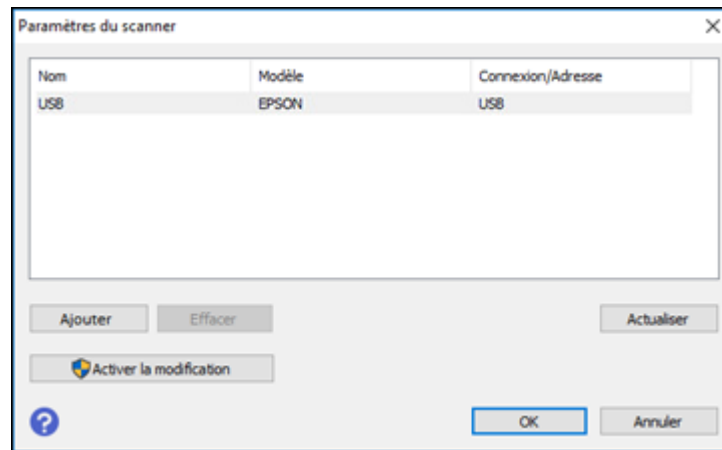 Paramètres du scanner
Nom Modèle Connexion/Adresse
USB EPSON USB
Ajouter Effacer Actualiser
Activer la modification
? OK Annuler